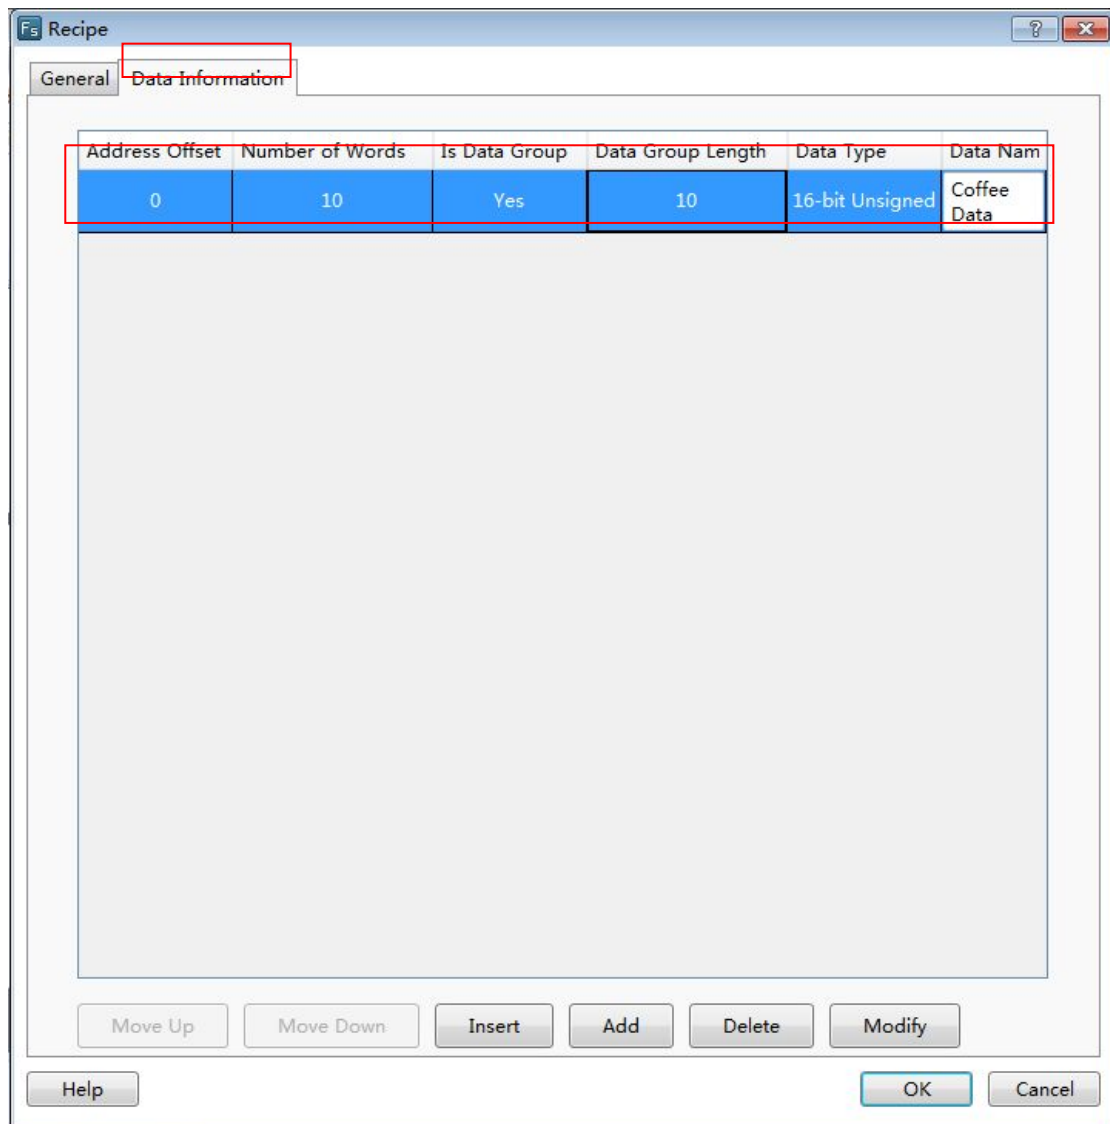 Fs Recipe ?
General Data Information
Address Offset Number of Words Is Data Group Data Group Length Data Type Data Nam
0 10 Yes 10 16-bit Unsigned Coffee
Data
Move Up Move Down Insert Add Delete Modify
Help OK Cancel